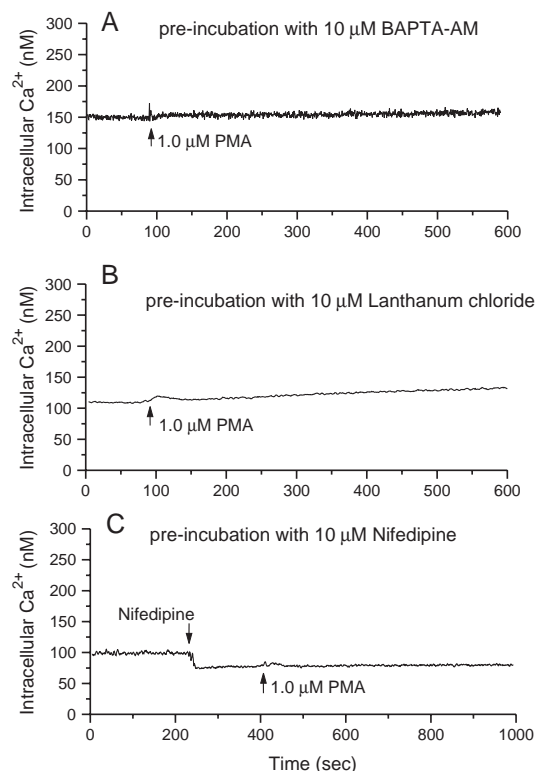 A
pre-incubation with 10 μM BAPTA-AM
Intracellular Ca²⁺ (nM)
300
250
200
150
100
50
0
1.0 μM PMA
0 100 200 300 400 500 600
B
pre-incubation with 10 μM Lanthanum chloride
Intracellular Ca²⁺ (nM)
300
250
200
150
100
50
0
1.0 μM PMA
0 100 200 300 400 500 600
C
pre-incubation with 10 μM Nifedipine
Intracellular Ca²⁺ (nM)
300
250
200
150
100
50
0
Nifedipine
1.0 μM PMA
0 200 400 600 800 1000
Time (sec)